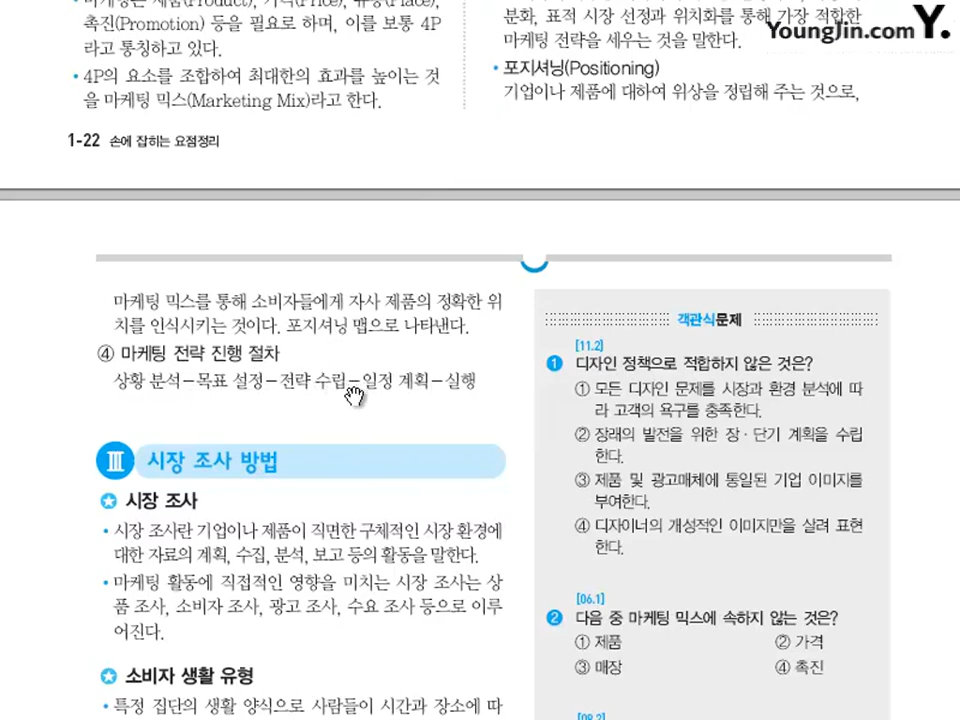 마케팅은 제품(Product), 가격(Price), 유통(Place),
촉진(Promotion) 등을 필요로 하며, 이를 보통 4P
라고 통칭하고 있다.
• 4P의 요소를 조합하여 최대한의 효과를 높이는 것
을 마케팅 믹스(Marketing Mix)라고 한다.
1-22 손에 잡히는 요점정리
분화, 표적 시장 선정과 위치화를 통해 가장 적합한
마케팅 전략을 세우는 것을 말한다.
• 포지셔닝(Positioning)
기업이나 제품에 대하여 위상을 정립해 주는 것으로,
YoungJin.com Y.
마케팅 믹스를 통해 소비자들에게 자사 제품의 정확한 위
치를 인식시키는 것이다. 포지셔닝 맵으로 나타낸다.
④ 마케팅 전략 진행 절차
상황 분석-목표 설정-전략 수립-일정 계획-실행
Ⅲ 시장 조사 방법
시장 조사
• 시장 조사란 기업이나 제품이 직면한 구체적인 시장 환경에
대한 자료의 계획, 수집, 분석, 보고 등의 활동을 말한다.
• 마케팅 활동에 직접적인 영향을 미치는 시장 조사는 상
품 조사, 소비자 조사, 광고 조사, 수요 조사 등으로 이루
어진다.
소비자 생활 유형
• 특정 집단의 생활 양식으로 사람들이 시간과 장소에 따
객관식문제
[11.2]
1 디자인 정책으로 적합하지 않은 것은?
① 모든 디자인 문제를 시장과 환경 분석에 따
라 고객의 욕구를 충족한다.
② 장래의 발전을 위한 장·단기 계획을 수립
한다.
③ 제품 및 광고매체에 통일된 기업 이미지를
부여한다.
④ 디자이너의 개성적인 이미지만을 살려 표현
한다.
[06.1]
2 다음 중 마케팅 믹스에 속하지 않는 것은?
① 제품 ② 가격
③ 매장 ④ 촉진